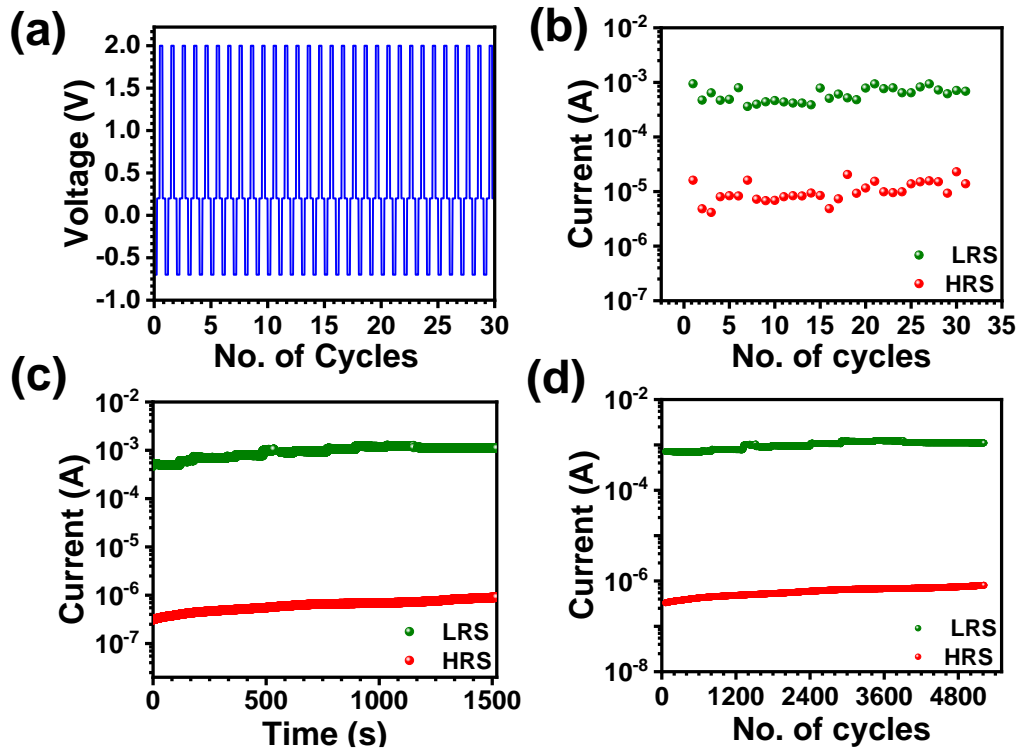 (a)
2.0
1.5
1.0
0.5
0.0
-0.5
-1.0
Voltage (V)
0 5 10 15 20 25 30
No. of Cycles
(b)
10⁻²
10⁻³
10⁻⁴
10⁻⁵
10⁻⁶
10⁻⁷
Current (A)
LRS
HRS
0 5 10 15 20 25 30 35
No. of cycles
(c)
10⁻²
10⁻³
10⁻⁴
10⁻⁵
10⁻⁶
10⁻⁷
Current (A)
LRS
HRS
0 500 1000 1500
Time (s)
(d)
10⁻²
10⁻⁴
10⁻⁶
10⁻⁸
Current (A)
LRS
HRS
0 1200 2400 3600 4800
No. of cycles